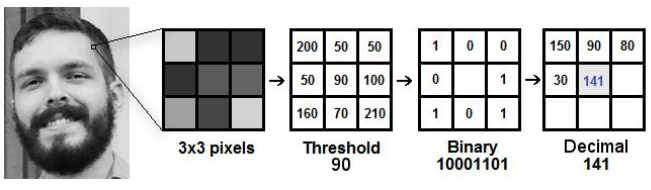 200 50 50
50 90 100
160 70 210
1 0 0
0 1
1 0 1
150 90 80
30 141
3x3 pixels
Threshold
90
Binary
10001101
Decimal
141